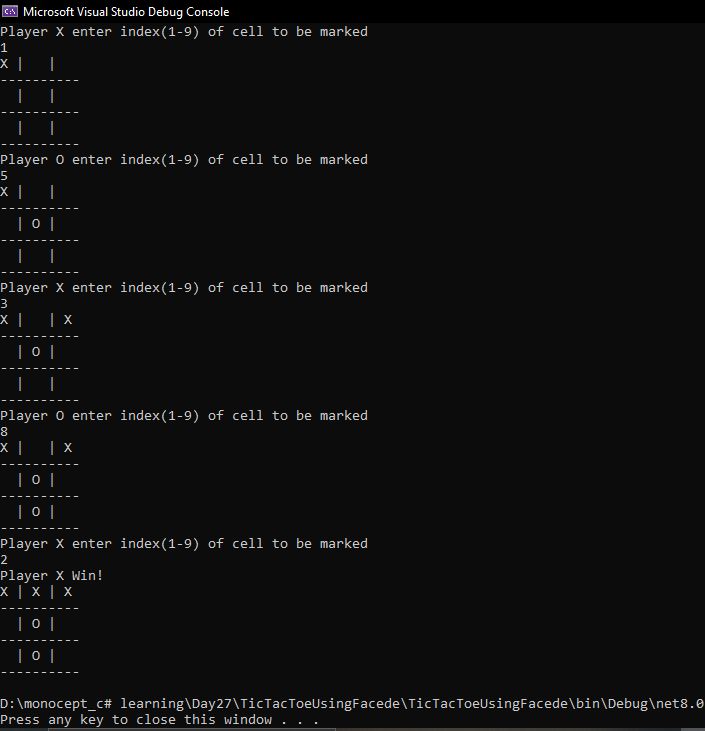 Microsoft Visual Studio Debug Console
Player X enter index(1-9) of cell to be marked
1
X |   |
----------
  |   |
----------
  |   |
----------
Player O enter index(1-9) of cell to be marked
5
X |   |
----------
  | O |
----------
  |   |
----------
Player X enter index(1-9) of cell to be marked
3
X |   | X
----------
  | O |
----------
  |   |
----------
Player O enter index(1-9) of cell to be marked
8
X |   | X
----------
  | O |
----------
  | O |
----------
Player X enter index(1-9) of cell to be marked
2
Player X Win!
X | X | X
----------
  | O |
----------
  | O |
----------
D:\monocept_c# learning\Day27\TicTacToeUsingFacede\TicTacToeUsingFacede\bin\Debug\net8.0
Press any key to close this window . . .